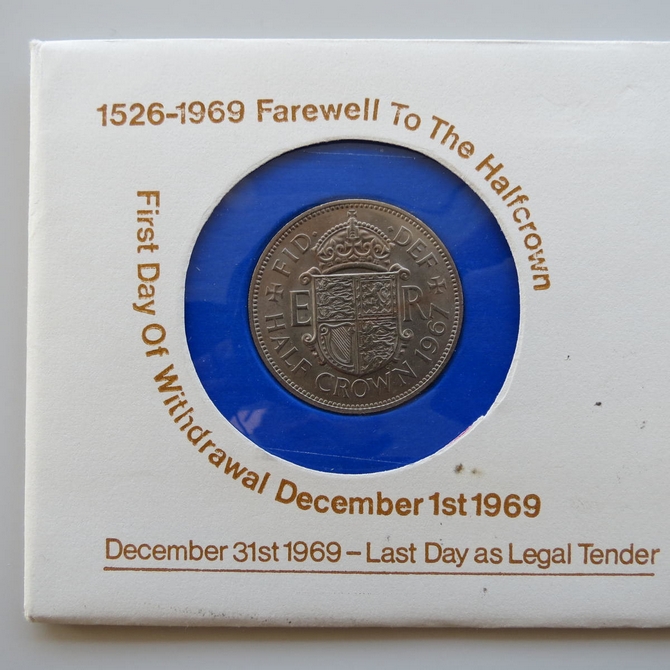 1526-1969 Farewell To The Halfcrown
First Day Of Withdrawal December 1st 1969
December 31st 1969 – Last Day as Legal Tender
FID· DEF
E R
HALF CROWN 1967